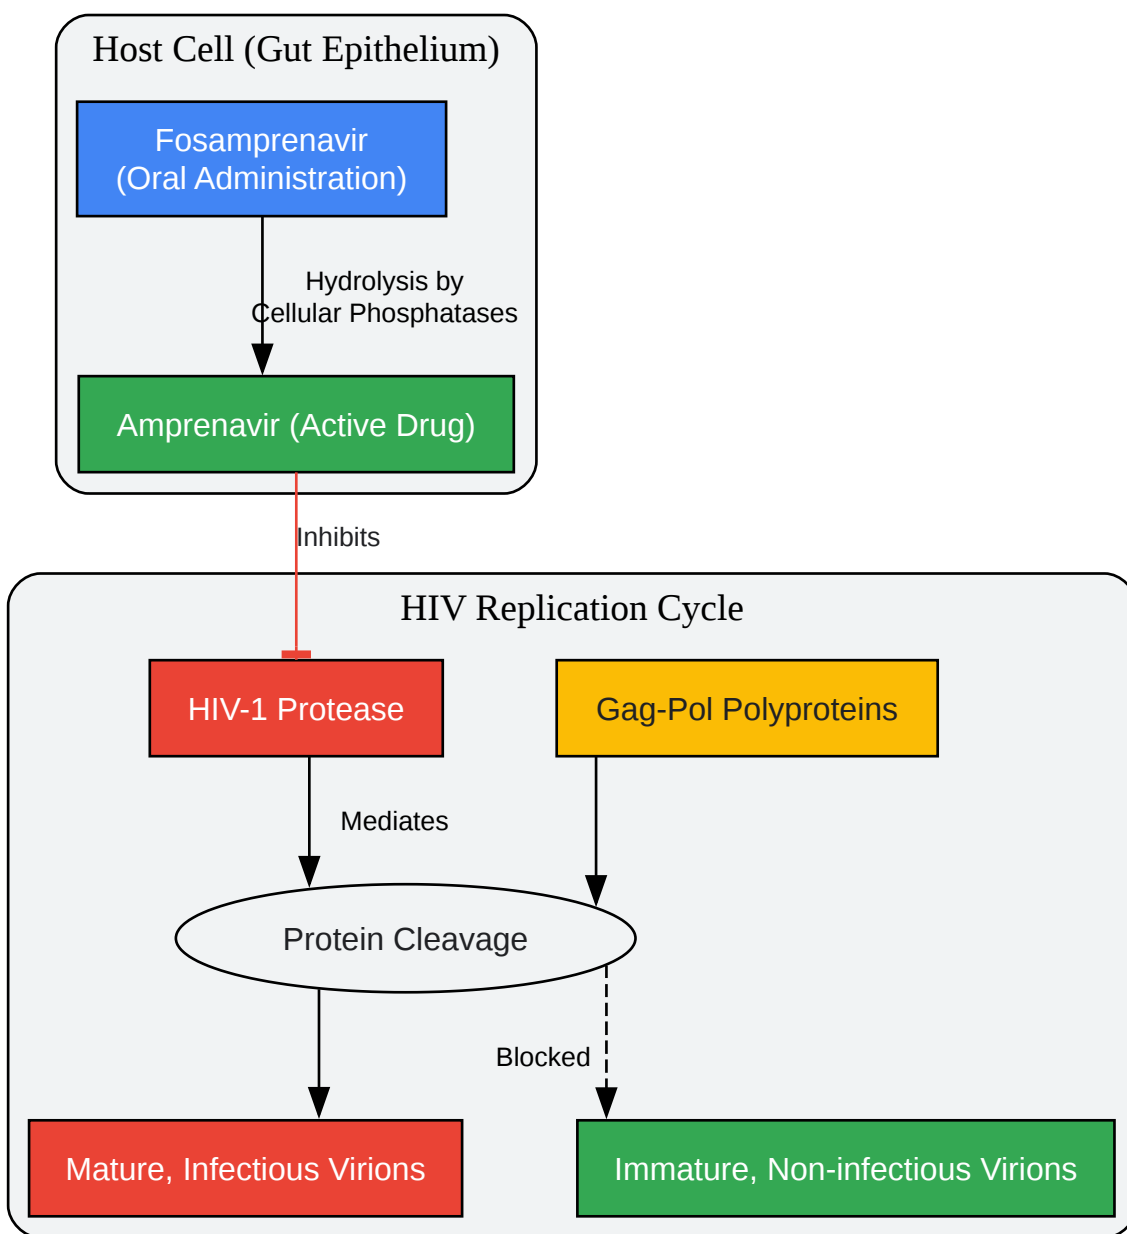 Host Cell (Gut Epithelium)
Fosamprenavir
(Oral Administration)
Hydrolysis by
Cellular Phosphatases
Amprenavir (Active Drug)
Inhibits
HIV Replication Cycle
HIV-1 Protease
Gag-Pol Polyproteins
Mediates
Protein Cleavage
Blocked
Mature, Infectious Virions
Immature, Non-infectious Virions